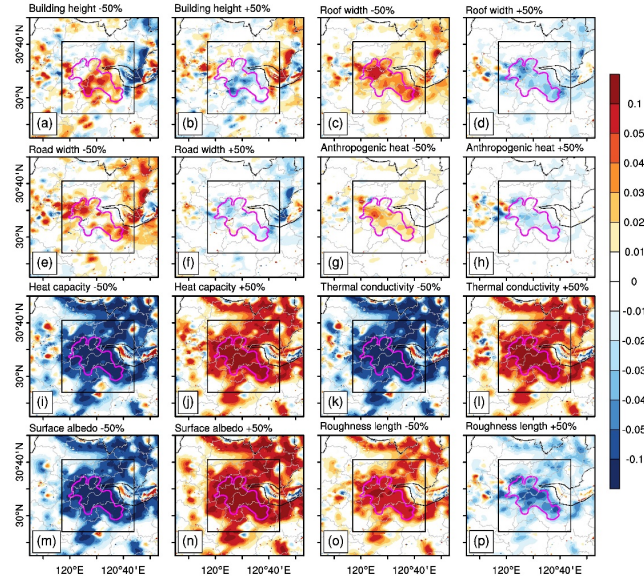 Building height -50% Building height +50% Roof width -50% Roof width +50%
30°40'N
30°N
(a) (b) (c) (d)
Road width -50% Road width +50% Anthropogenic heat -50% Anthropogenic heat +50%
30°40'N
30°N
(e) (f) (g) (h)
Heat capacity -50% Heat capacity +50% Thermal conductivity -50% Thermal conductivity +50%
30°40'N
30°N
(i) (j) (k) (l)
Surface albedo -50% Surface albedo +50% Roughness length -50% Roughness length +50%
30°40'N
30°N
(m) (n) (o) (p)
120°E 120°40'E 120°E 120°40'E 120°E 120°40'E 120°E 120°40'E
0.1
0.04
0.03
0.02
0.01
0
-0.01
-0.02
-0.03
-0.04
-0.1